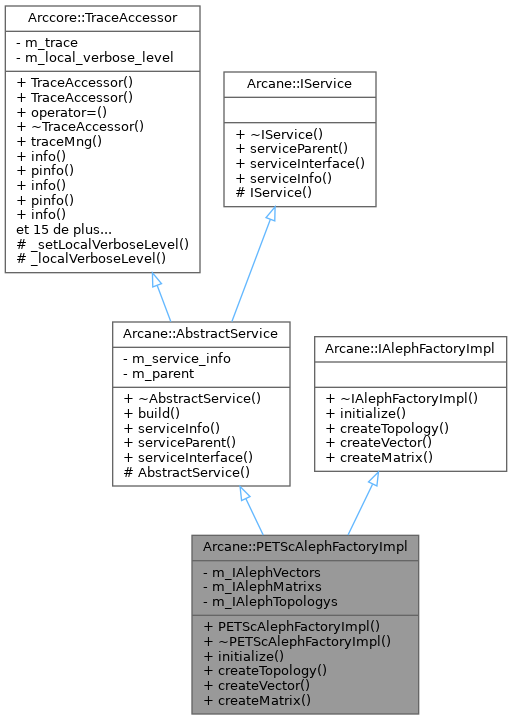 Arccore::TraceAccessor
- m_trace
- m_local_verbose_level
+ TraceAccessor()
+ TraceAccessor()
+ operator=()
+ ~TraceAccessor()
+ traceMng()
+ info()
+ pinfo()
+ info()
+ pinfo()
+ info()
et 15 de plus...
# _setLocalVerboseLevel()
# _localVerboseLevel()
Arcane::IService
+ ~IService()
+ serviceParent()
+ serviceInterface()
+ serviceInfo()
# IService()
Arcane::AbstractService
- m_service_info
- m_parent
+ ~AbstractService()
+ build()
+ serviceInfo()
+ serviceParent()
+ serviceInterface()
# AbstractService()
Arcane::IAlephFactoryImpl
+ ~IAlephFactoryImpl()
+ initialize()
+ createTopology()
+ createVector()
+ createMatrix()
Arcane::PETScAlephFactoryImpl
- m_IAlephVectors
- m_IAlephMatrixs
- m_IAlephTopologys
+ PETScAlephFactoryImpl()
+ ~PETScAlephFactoryImpl()
+ initialize()
+ createTopology()
+ createVector()
+ createMatrix()